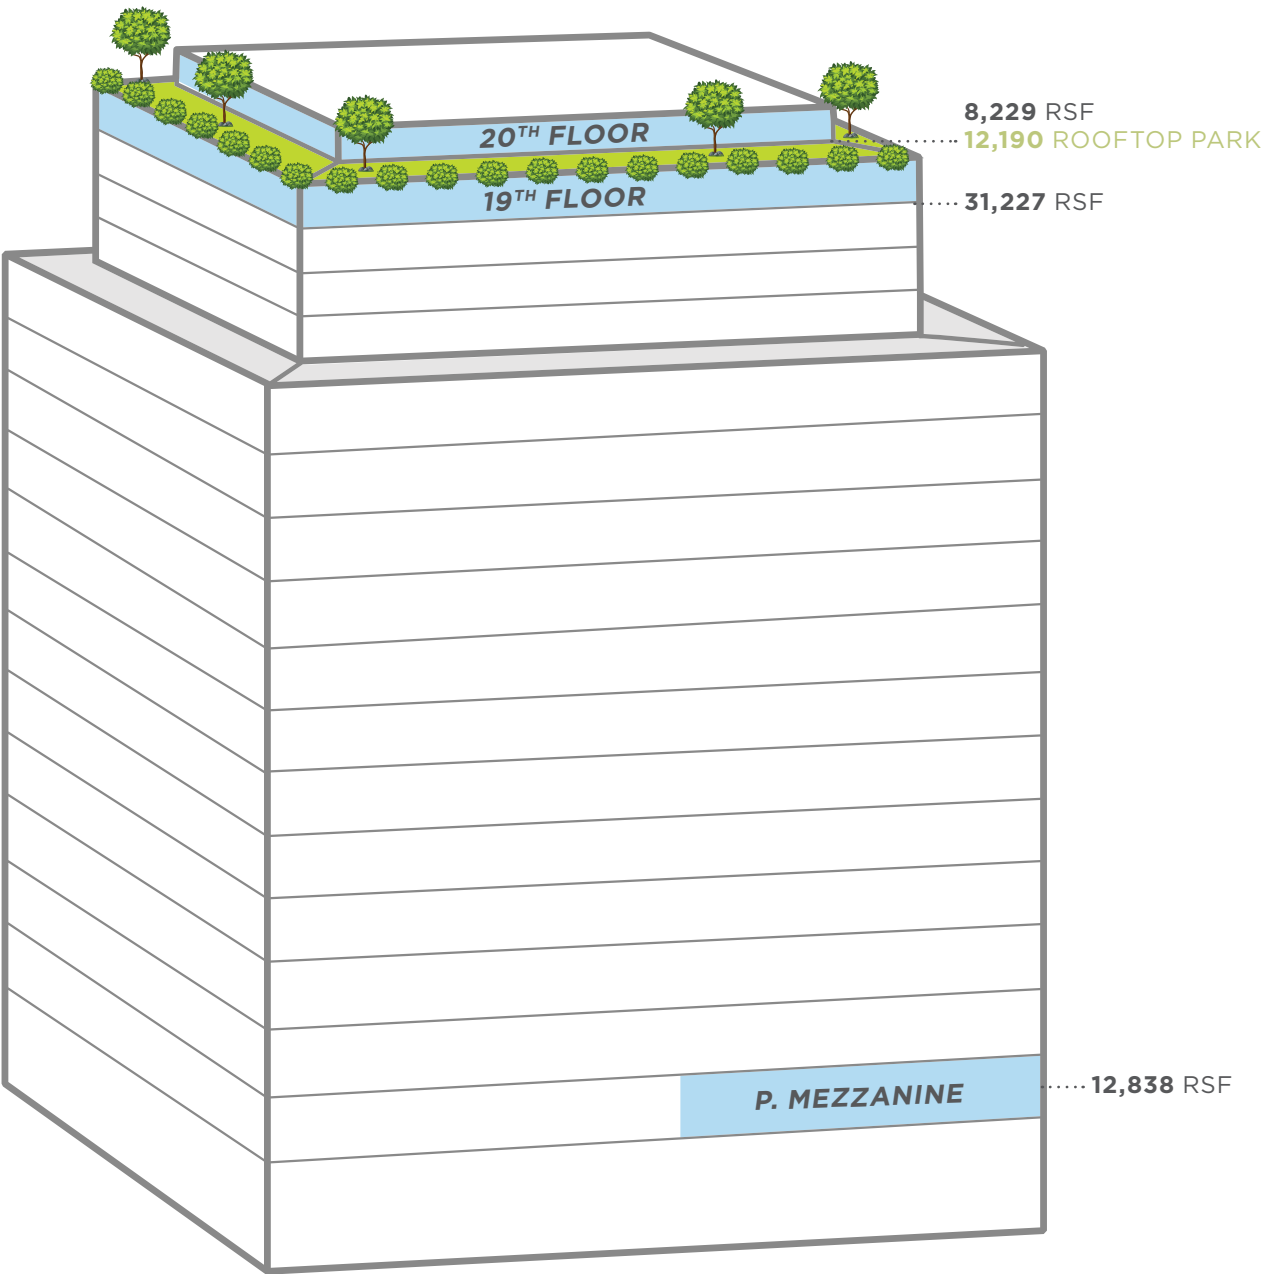 8,229 RSF
20TH FLOOR
12,190 ROOFTOP PARK
19TH FLOOR
31,227 RSF
P. MEZZANINE
12,838 RSF